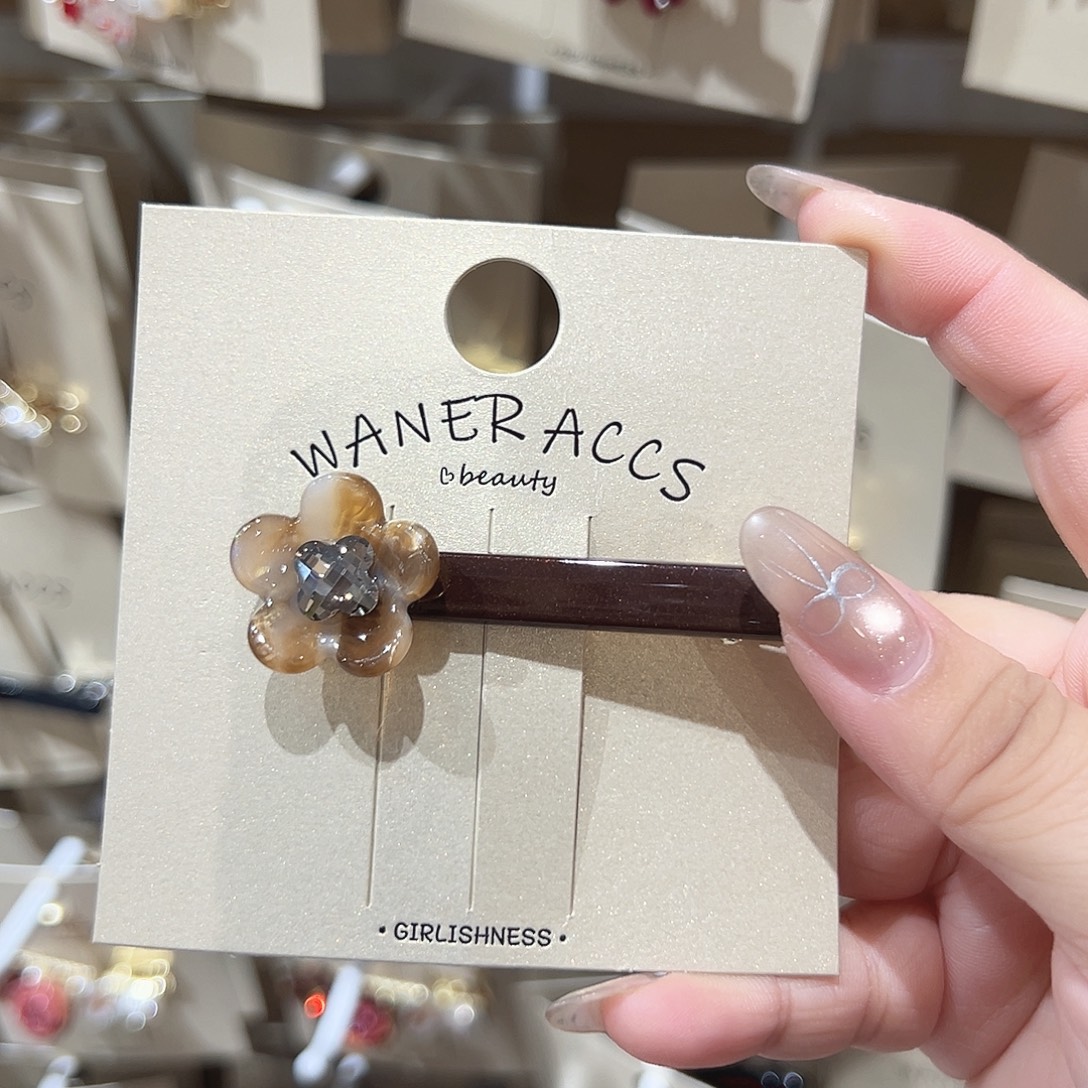 WANER ACCS
beauty
• GIRLISHNESS •